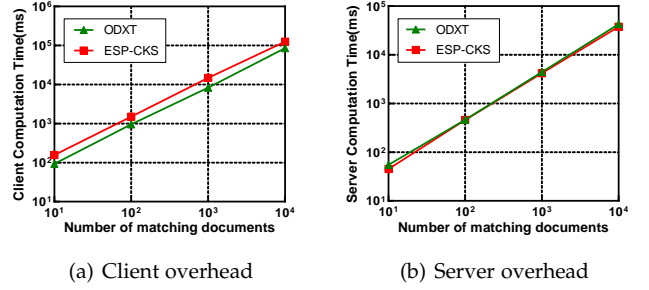 Client Computation Time(ms)
10^6
10^5
10^4
10^3
10^2
10^1
ODXT
ESP-CKS
10^1 10^2 10^3 10^4
Number of matching documents
(a) Client overhead
Server Computation Time(ms)
10^5
10^4
10^3
10^2
10^1
ODXT
ESP-CKS
10^1 10^2 10^3 10^4
Number of matching documents
(b) Server overhead